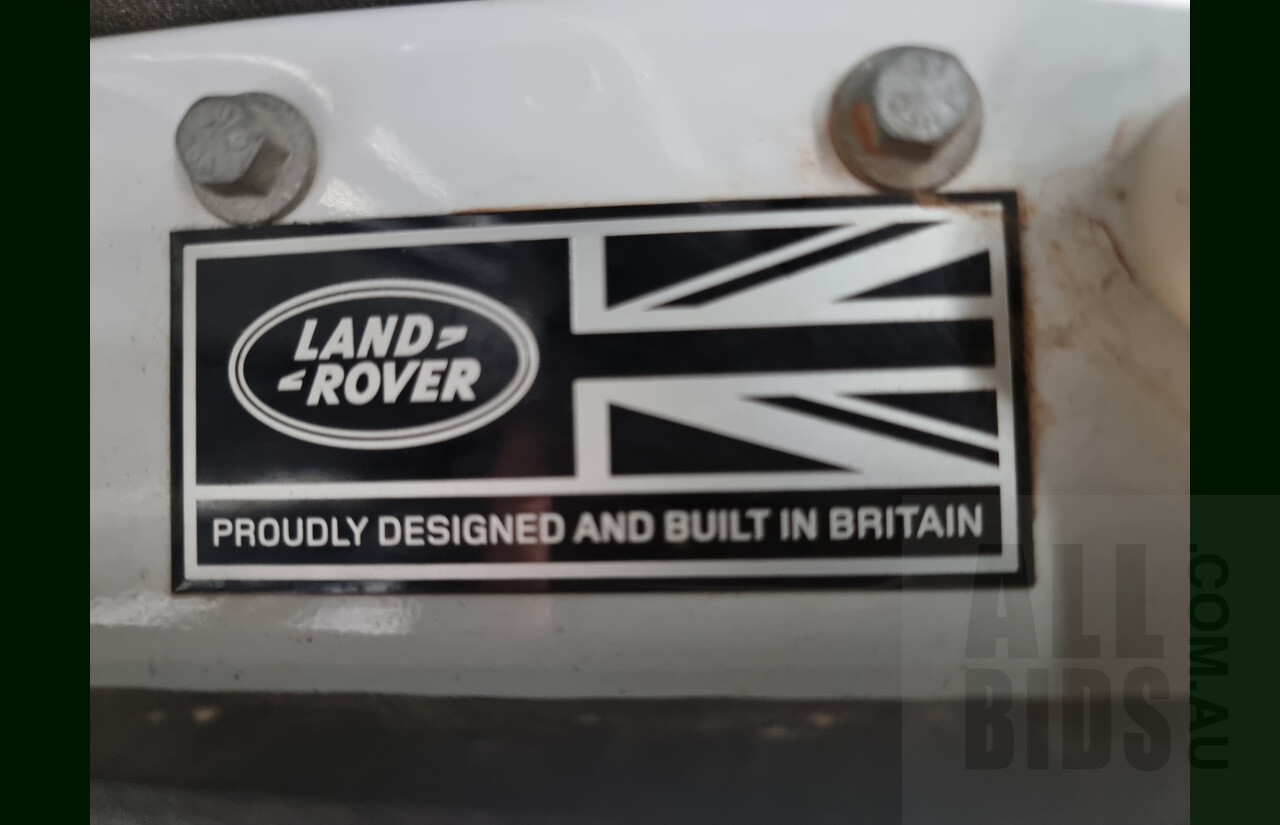 LAND
ROVER
PROUDLY DESIGNED AND BUILT IN BRITAIN
ALL
BIDS
.COM.AU